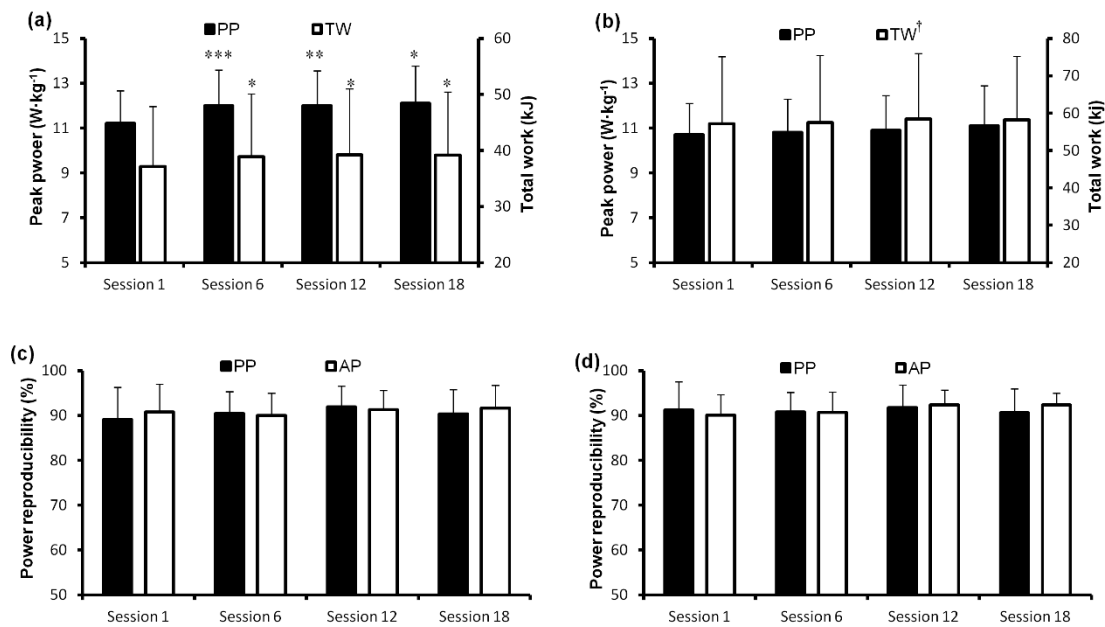 (a)
PP TW
Peak pwoer (W·kg-1)
15
13
11
9
7
5
*** ** *
* * *
60
50
40
30
20
Total work (kJ)
Session 1 Session 6 Session 12 Session 18
(b)
PP TW†
Peak power (W·kg-1)
15
13
11
9
7
5
80
70
60
50
40
30
20
Total work (kj)
Session 1 Session 6 Session 12 Session 18
(c)
PP AP
Power reproducibility (%)
100
90
80
70
60
50
Session 1 Session 6 Session 12 Session 18
(d)
PP AP
Power reproducibility (%)
100
90
80
70
60
50
Session 1 Session 6 Session 12 Session 18